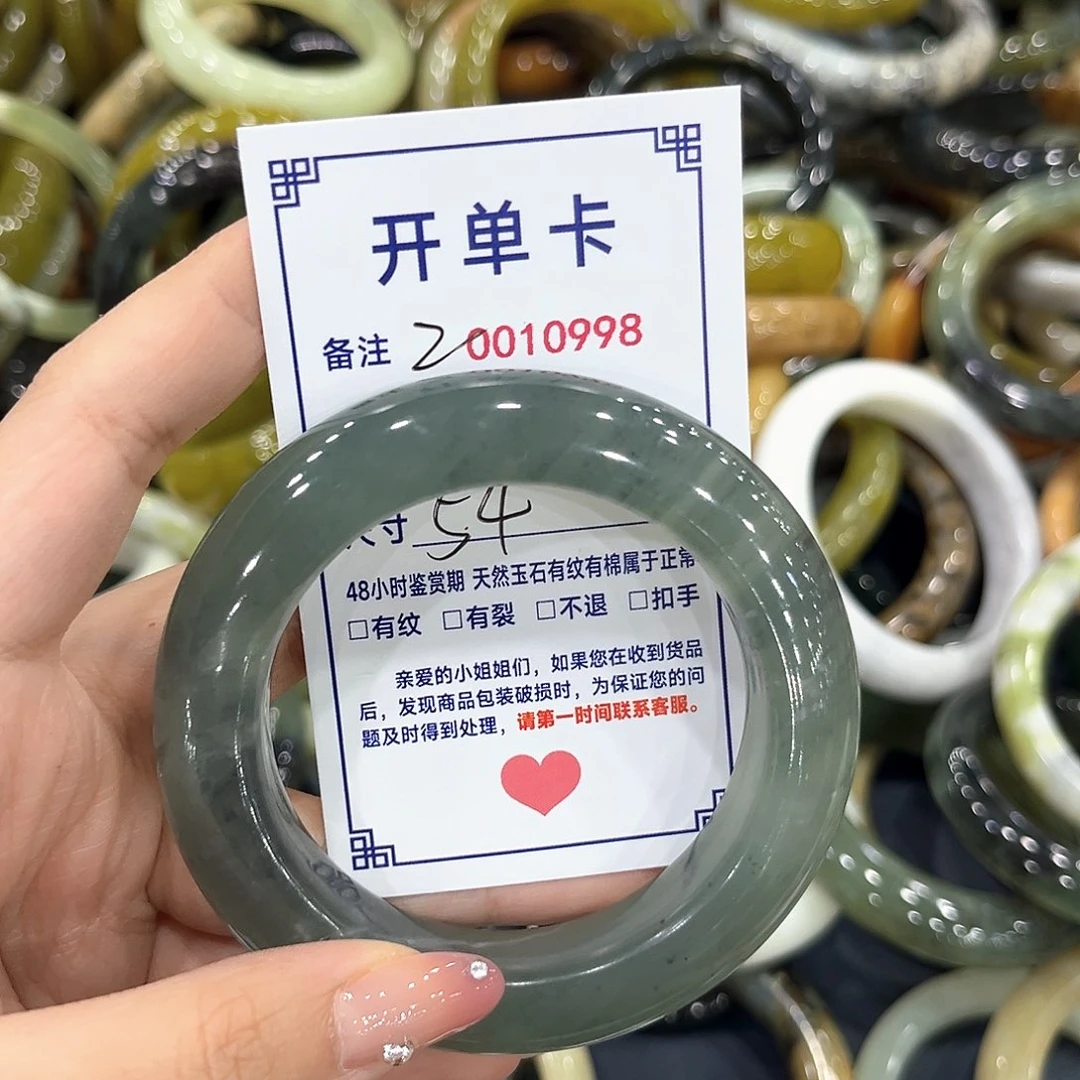 开单卡
备注 2 0010998
尺寸 54
48小时鉴赏期 天然玉石有纹有棉属于正常
□有纹 □有裂 □不退 □扣手
亲爱的小姐姐们，如果您在收到货品
后，发现商品包装破损时，为保证您的问
题及时得到处理，请第一时间联系客服。